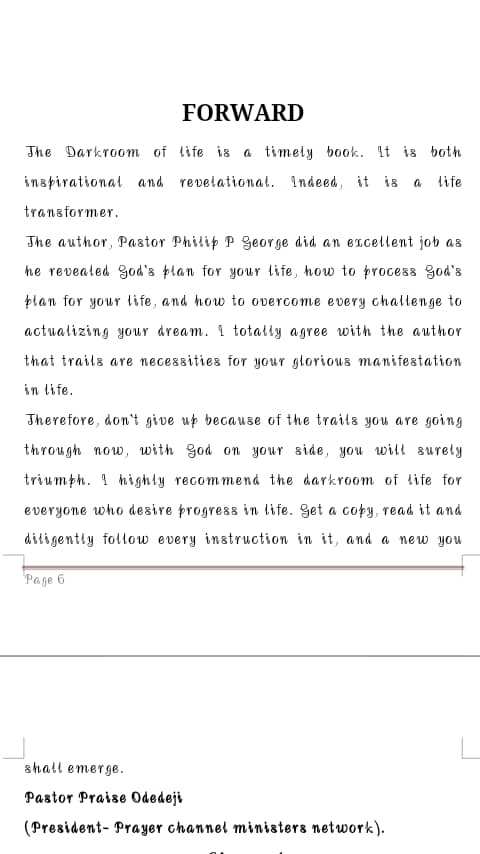 FORWARD
The Darkroom of life is a timely book. It is both
inspirational and revelational. Indeed, it is a life
transformer.
The author, Pastor Philip P George did an excellent job as
he revealed God's plan for your life, how to process God's
plan for your life, and how to overcome every challenge to
actualizing your dream. I totally agree with the author
that trails are necessities for your glorious manifestation
in life.
Therefore, don't give up because of the trails you are going
through now, with God on your side, you will surely
triumph. I highly recommend the darkroom of life for
everyone who desire progress in life. Get a copy, read it and
diligently follow every instruction in it, and a new you
Page 6
shall emerge.
Pastor Praise Odedeji
(President- Prayer channel ministers network).